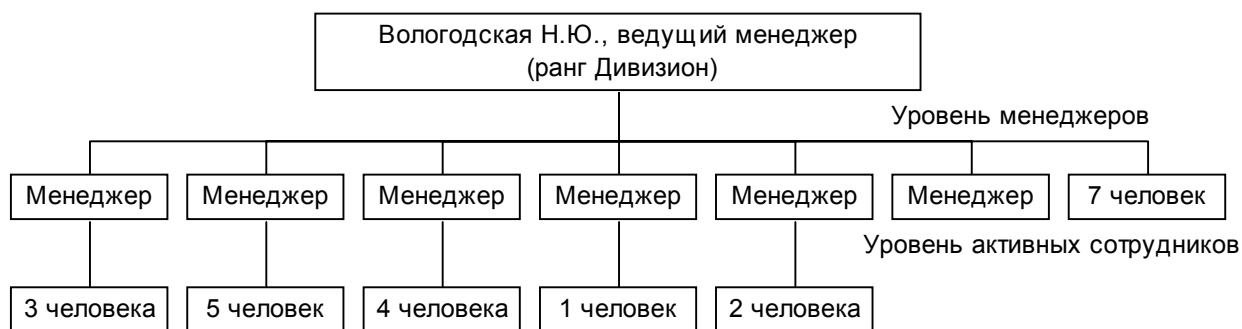 Вологодская Н.Ю., ведущий менеджер
(ранг Дивизион)
Уровень менеджеров
Менеджер
Менеджер
Менеджер
Менеджер
Менеджер
Менеджер
7 человек
Уровень активных сотрудников
3 человека
5 человек
4 человека
1 человек
2 человека